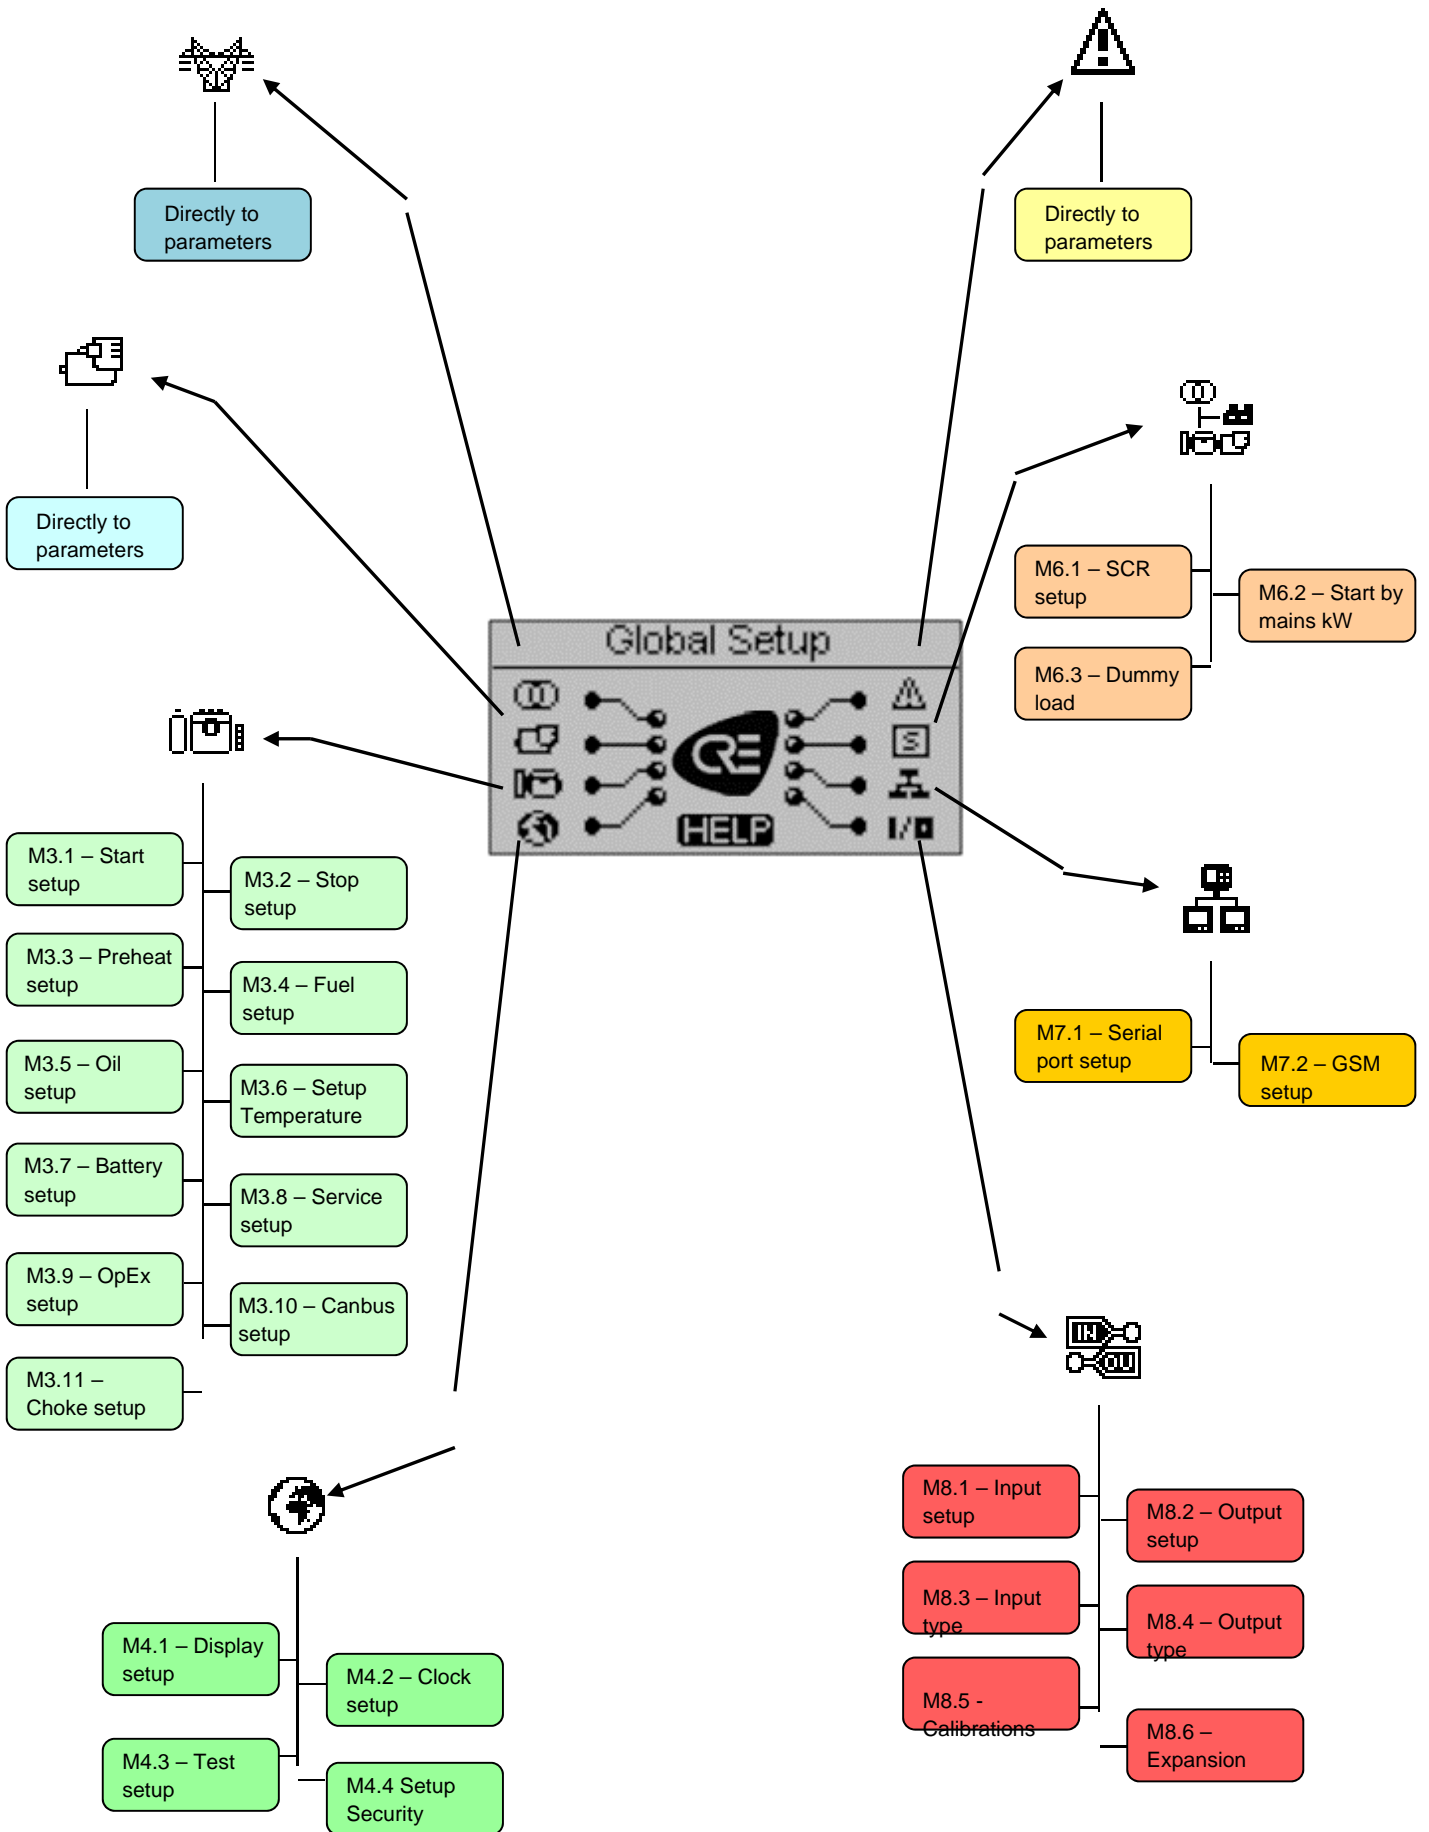 Directly to
parameters
Directly to
parameters
Directly to
parameters
Global Setup
CRE
HELP
S
I/O
M6.1 – SCR
setup
M6.2 – Start by
mains kW
M6.3 – Dummy
load
M3.1 – Start
setup
M3.2 – Stop
setup
M3.3 – Preheat
setup
M3.4 – Fuel
setup
M3.5 – Oil
setup
M3.6 – Setup
Temperature
M3.7 – Battery
setup
M3.8 – Service
setup
M3.9 – OpEx
setup
M3.10 – Canbus
setup
M3.11 –
Choke setup
M7.1 – Serial
port setup
M7.2 – GSM
setup
IN
OU
M4.1 – Display
setup
M4.2 – Clock
setup
M4.3 – Test
setup
M4.4 Setup
Security
M8.1 – Input
setup
M8.2 – Output
setup
M8.3 – Input
type
M8.4 – Output
type
M8.5 -
Calibrations
M8.6 –
Expansion